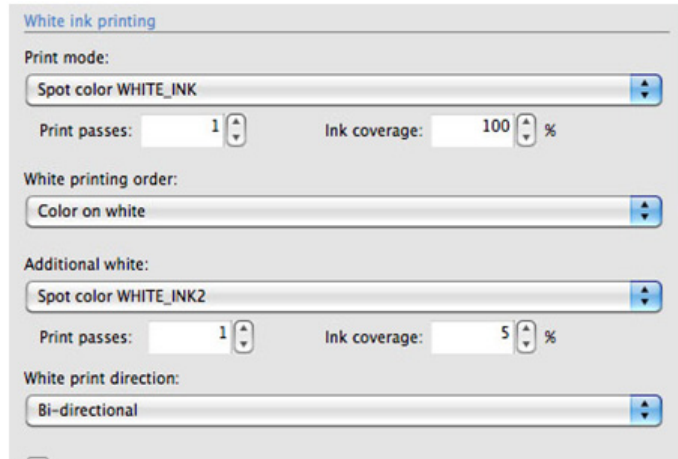 White ink printing
Print mode:
Spot color WHITE_INK
Print passes: 1 Ink coverage: 100 %
White printing order:
Color on white
Additional white:
Spot color WHITE_INK2
Print passes: 1 Ink coverage: 5 %
White print direction:
Bi-directional